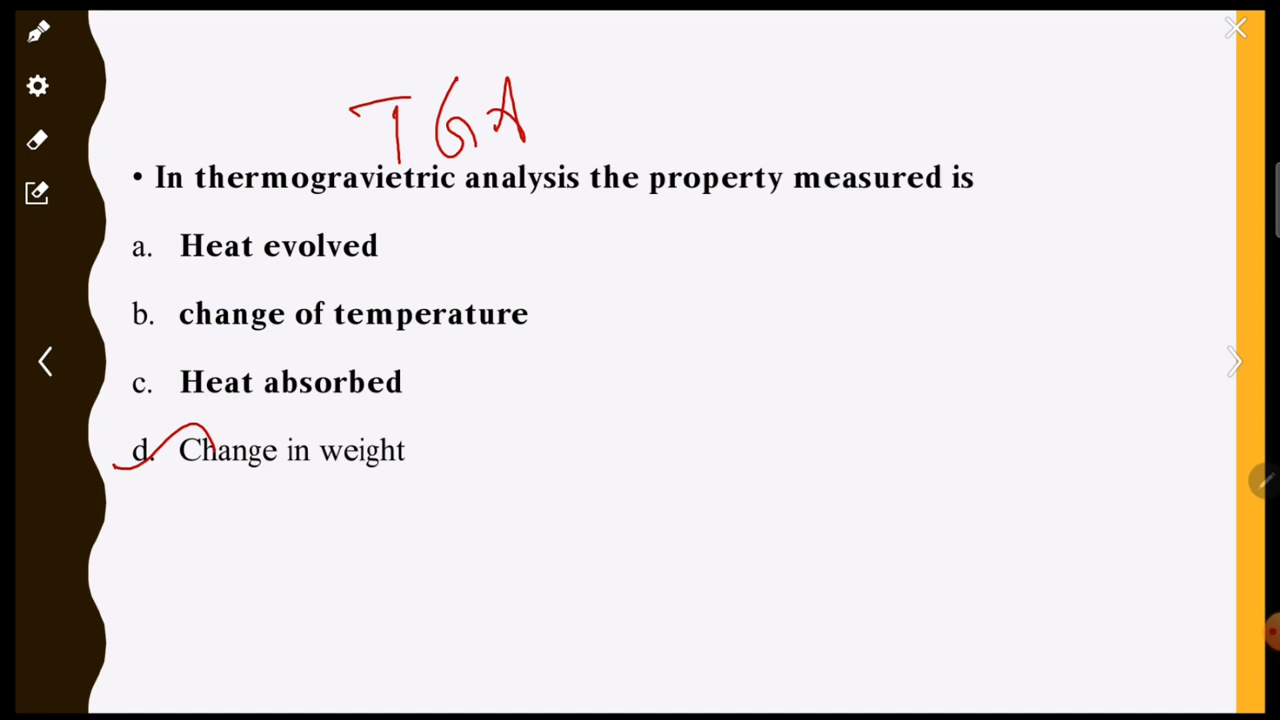 TGA
• In thermogravietric analysis the property measured is
a. Heat evolved
b. change of temperature
c. Heat absorbed
d. Change in weight